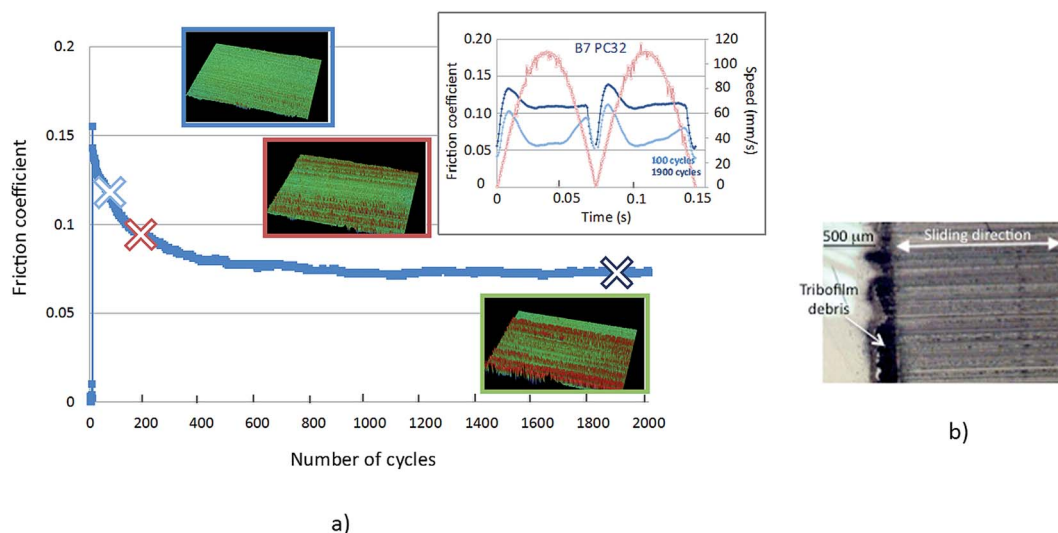 Friction coefficient
0.2
0.15
0.1
0.05
0
0
200
400
600
800
1000
1200
1400
1600
1800
2000
Number of cycles
B7 PC32
Friction coefficient
0.20
0.15
0.10
0.05
0
120
100
80
60
40
20
0
Speed (mm/s)
100 cycles
1900 cycles
0
0.05
0.1
0.15
Time (s)
a)
500 µm
Sliding direction
Tribofilm
debris
b)